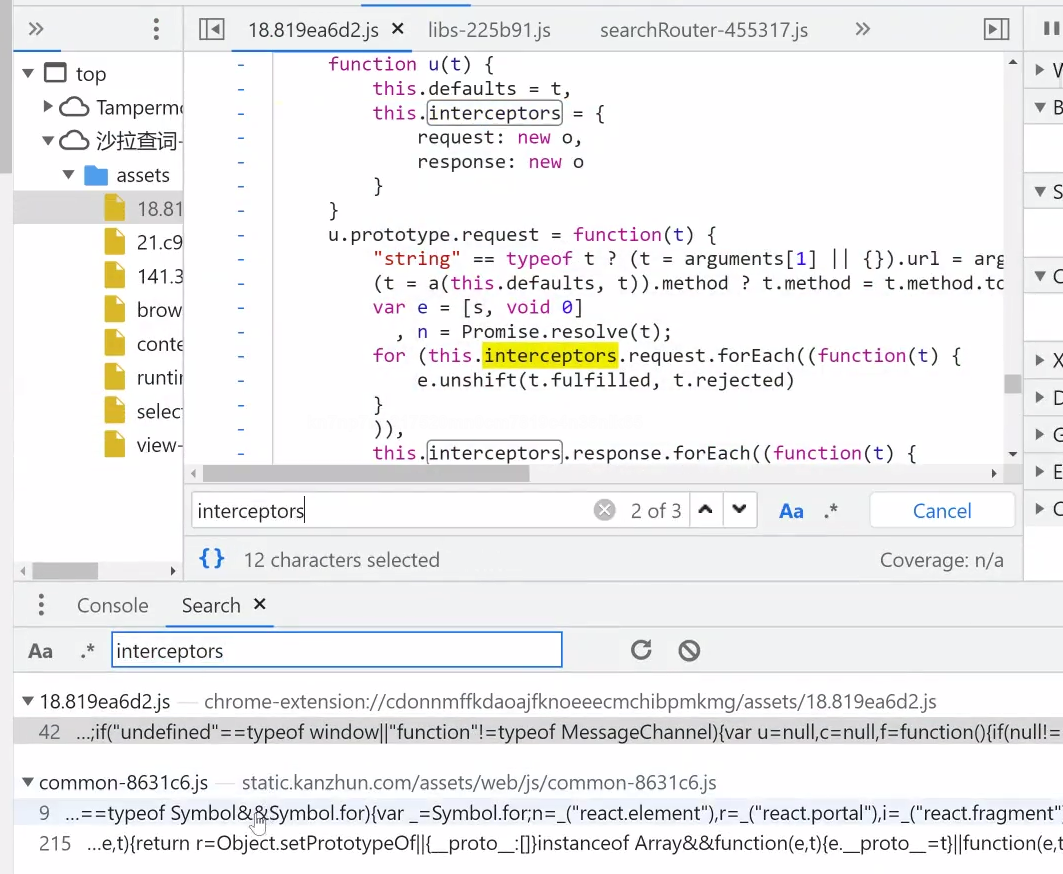 18.819ea6d2.js × libs-225b91.js searchRouter-455317.js
top
Tampermo
沙拉查词-
assets
18.81
21.c9
141.3
brow
conte
runtin
selec
view-
function u(t) {
this.defaults = t,
this.interceptors = {
request: new o,
response: new o
}
}
u.prototype.request = function(t) {
"string" == typeof t ? (t = arguments[1] || {}).url = arg
(t = a(this.defaults, t)).method ? t.method = t.method.to
var e = [s, void 0]
, n = Promise.resolve(t);
for (this.interceptors.request.forEach((function(t) {
e.unshift(t.fulfilled, t.rejected)
}
)),
this.interceptors.response.forEach((function(t) {
B
S
C
X
D
G
E
C
interceptors 2 of 3 Aa .* Cancel
{} 12 characters selected Coverage: n/a
Console Search ×
Aa .* interceptors
18.819ea6d2.js — chrome-extension://cdonnmffkdaoajfknoeeecmchibpmkmg/assets/18.819ea6d2.js
42 …;if("undefined"==typeof window||"function"!=typeof MessageChannel){var u=null,c=null,f=function(){if(null!=
common-8631c6.js — static.kanzhun.com/assets/web/js/common-8631c6.js
9 …==typeof Symbol&&Symbol.for){var _=Symbol.for;n=_("react.element"),r=_("react.portal"),i=_("react.fragment"
215 …e,t){return r=Object.setPrototypeOf||{__proto__:[]}instanceof Array&&function(e,t){e.__proto__=t}||function(e,t